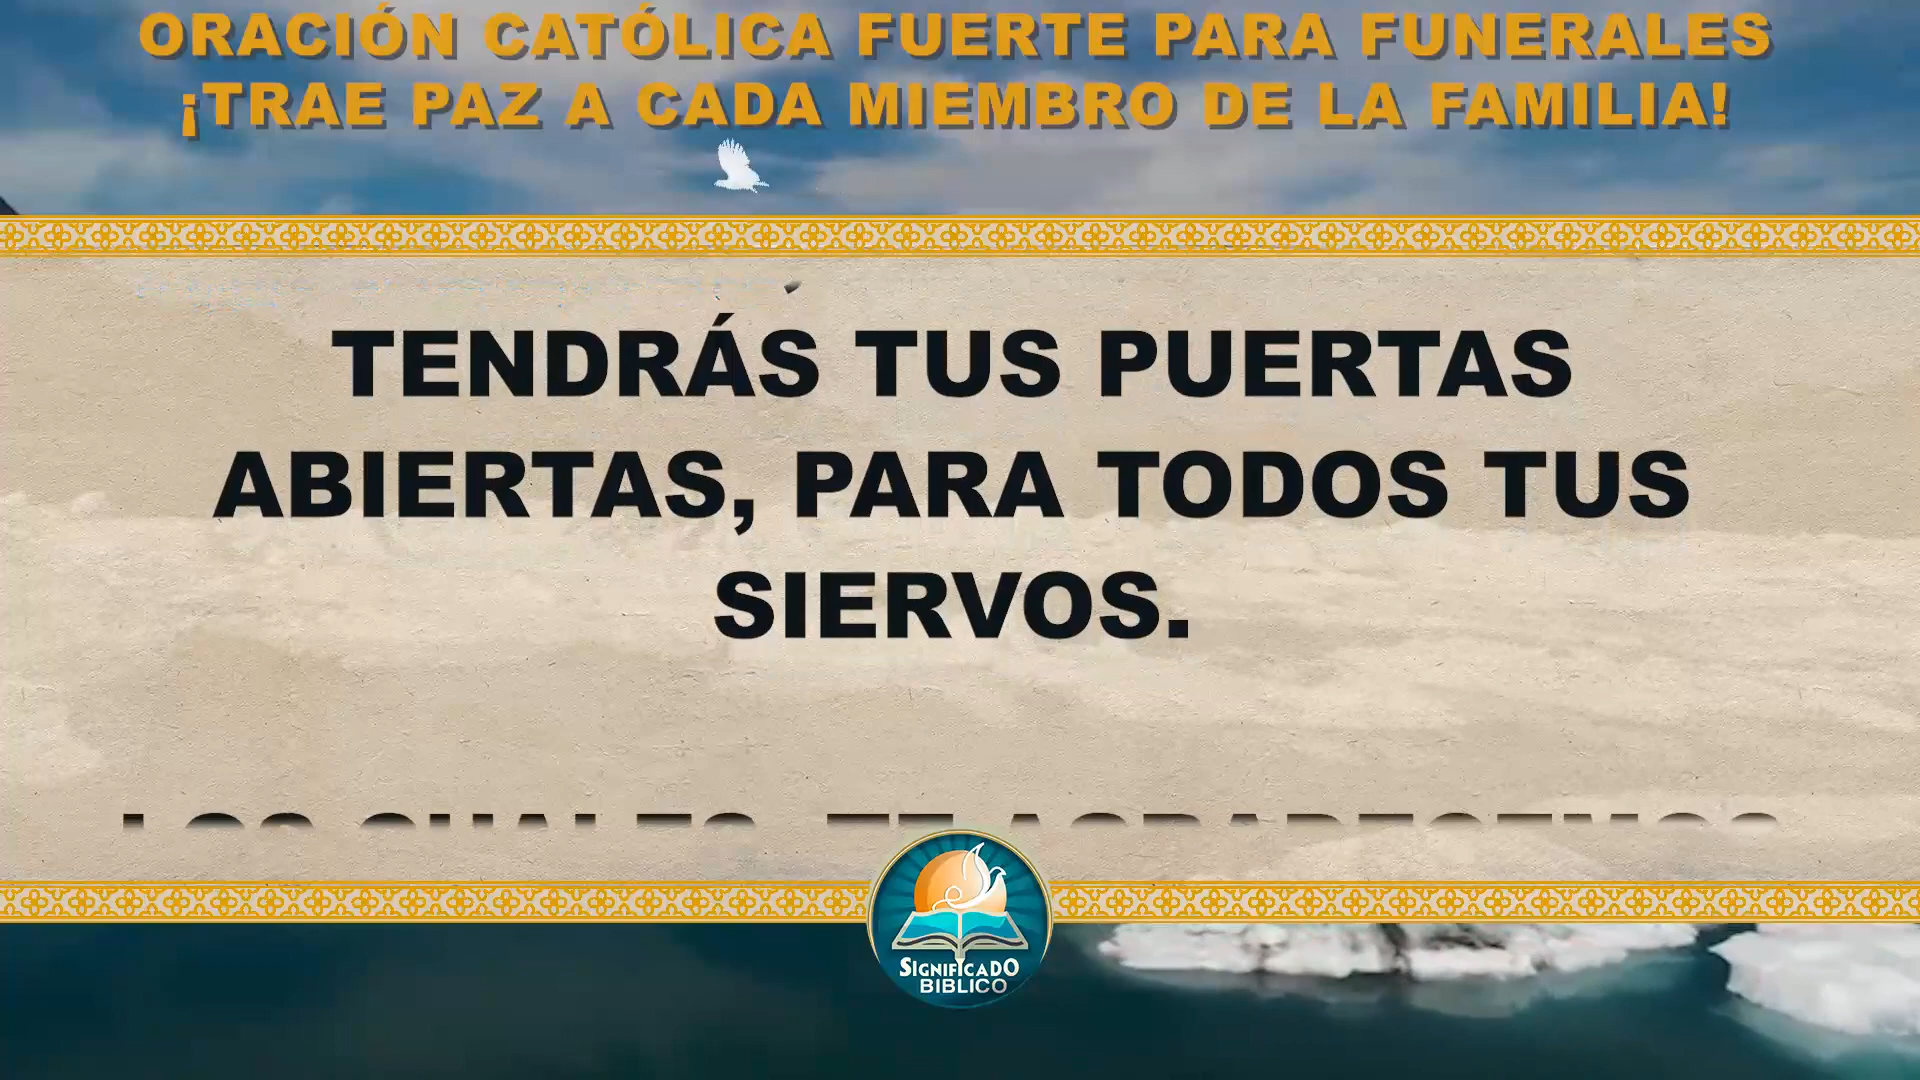 ORACIÓN CATÓLICA FUERTE PARA FUNERALES
¡TRAE PAZ A CADA MIEMBRO DE LA FAMILIA!
TENDRÁS TUS PUERTAS
ABIERTAS, PARA TODOS TUS
SIERVOS.
SIGNIFICADO
BIBLICO